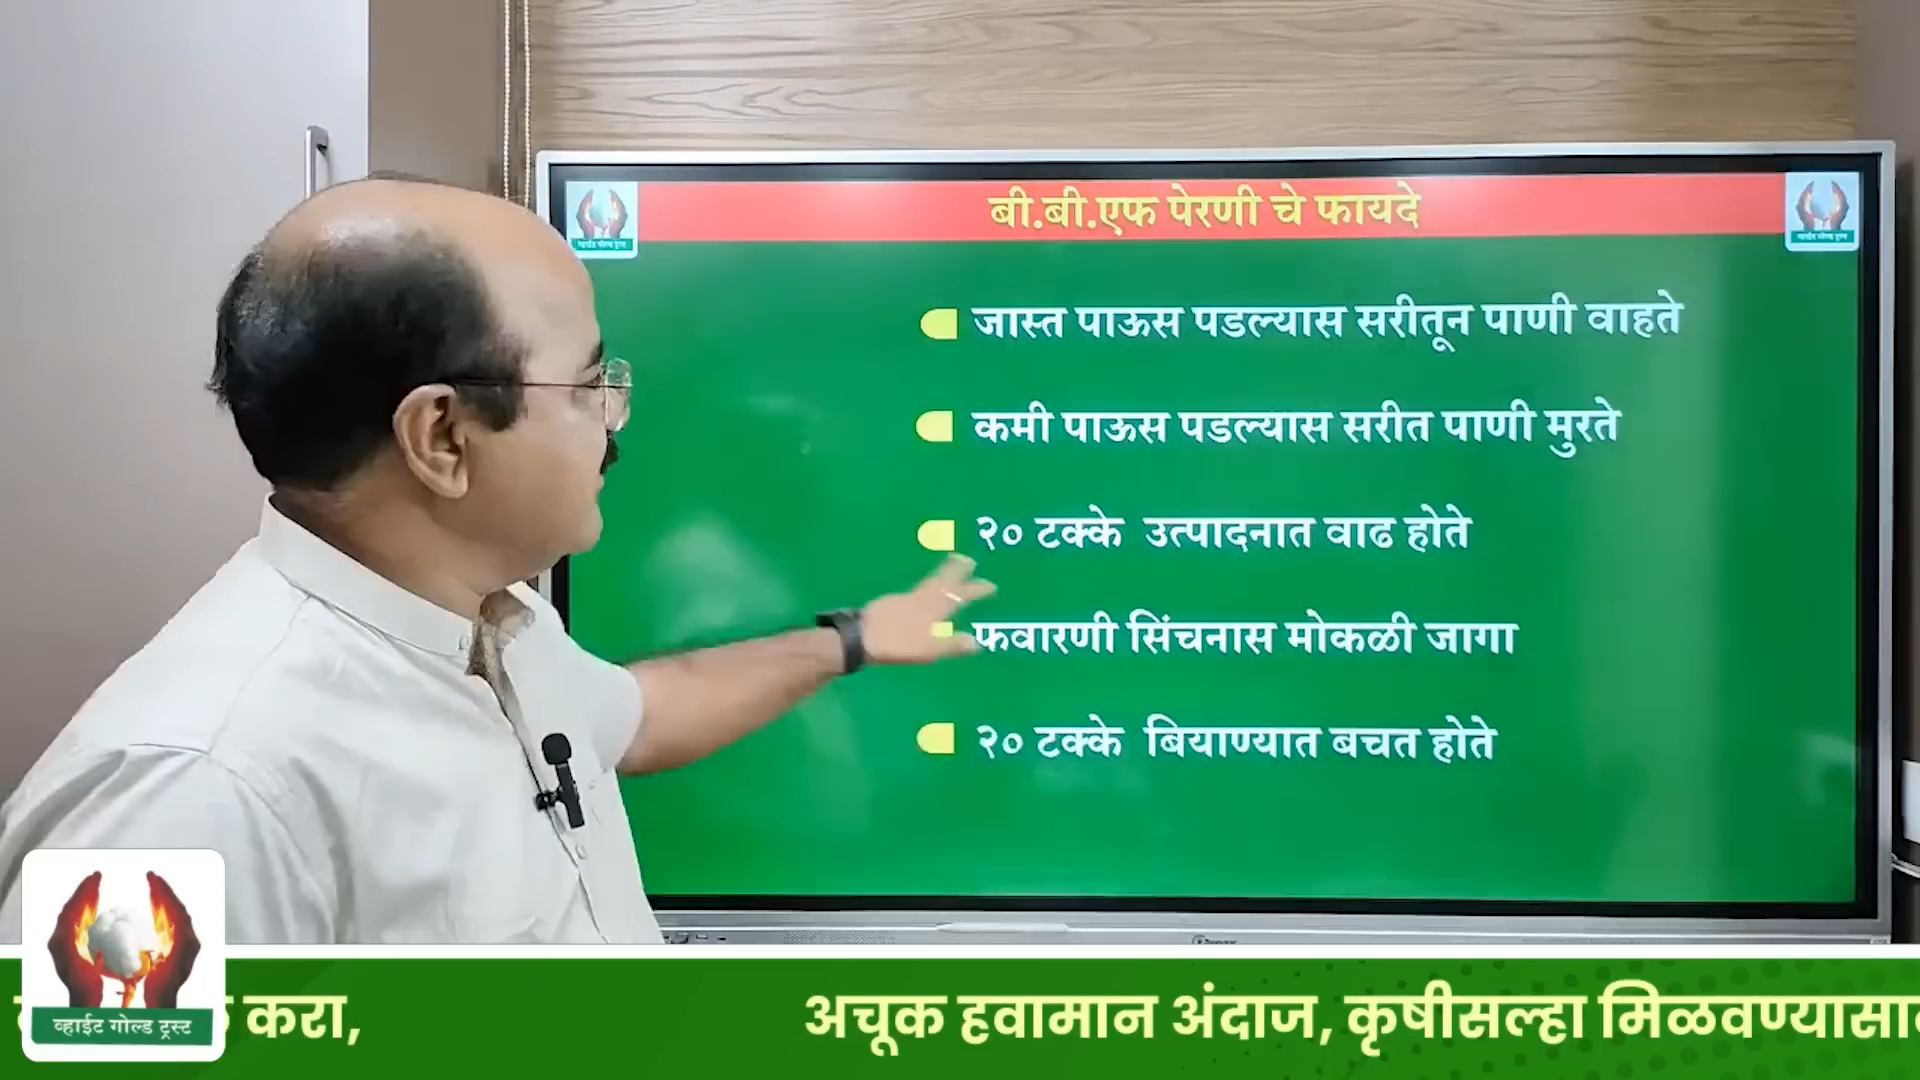 बी.बी.एफ पेरणी चे फायदे
जास्त पाऊस पडल्यास सरीतून पाणी वाहते
कमी पाऊस पडल्यास सरीत पाणी मुरते
२० टक्के उत्पादनात वाढ होते
फवारणी सिंचनास मोकळी जागा
२० टक्के बियाण्यात बचत होते
व्हाईट गोल्ड ट्रस्ट
करा,
अचूक हवामान अंदाज, कृषीसल्हा